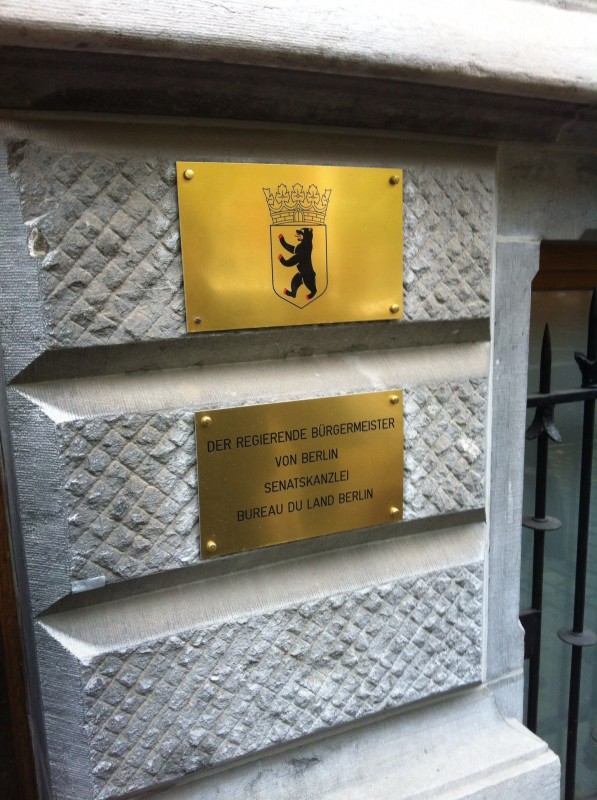 DER REGIERENDE BÜRGERMEISTER
VON BERLIN
SENATSKANZLEI
BUREAU DU LAND BERLIN